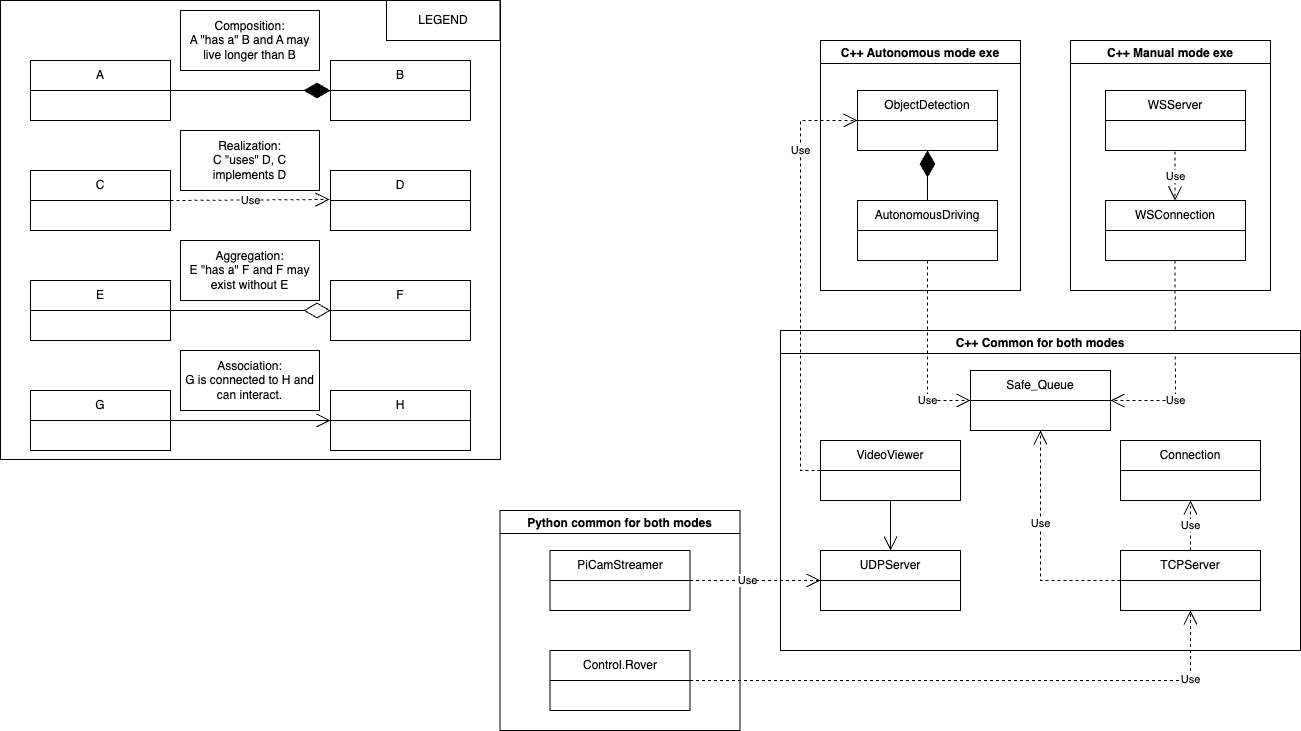 LEGEND
Composition:
A "has a" B and A may
live longer than B
A
B
Realization:
C "uses" D, C
implements D
C
Use
D
Aggregation:
E "has a" F and F may
exist without E
E
F
Association:
G is connected to H and
can interact.
G
H
C++ Autonomous mode exe
ObjectDetection
Use
AutonomousDriving
C++ Manual mode exe
WSServer
Use
WSConnection
C++ Common for both modes
Safe_Queue
Use
Use
VideoViewer
Connection
Use
Use
UDPServer
TCPServer
Python common for both modes
PiCamStreamer
Use
Control.Rover
Use